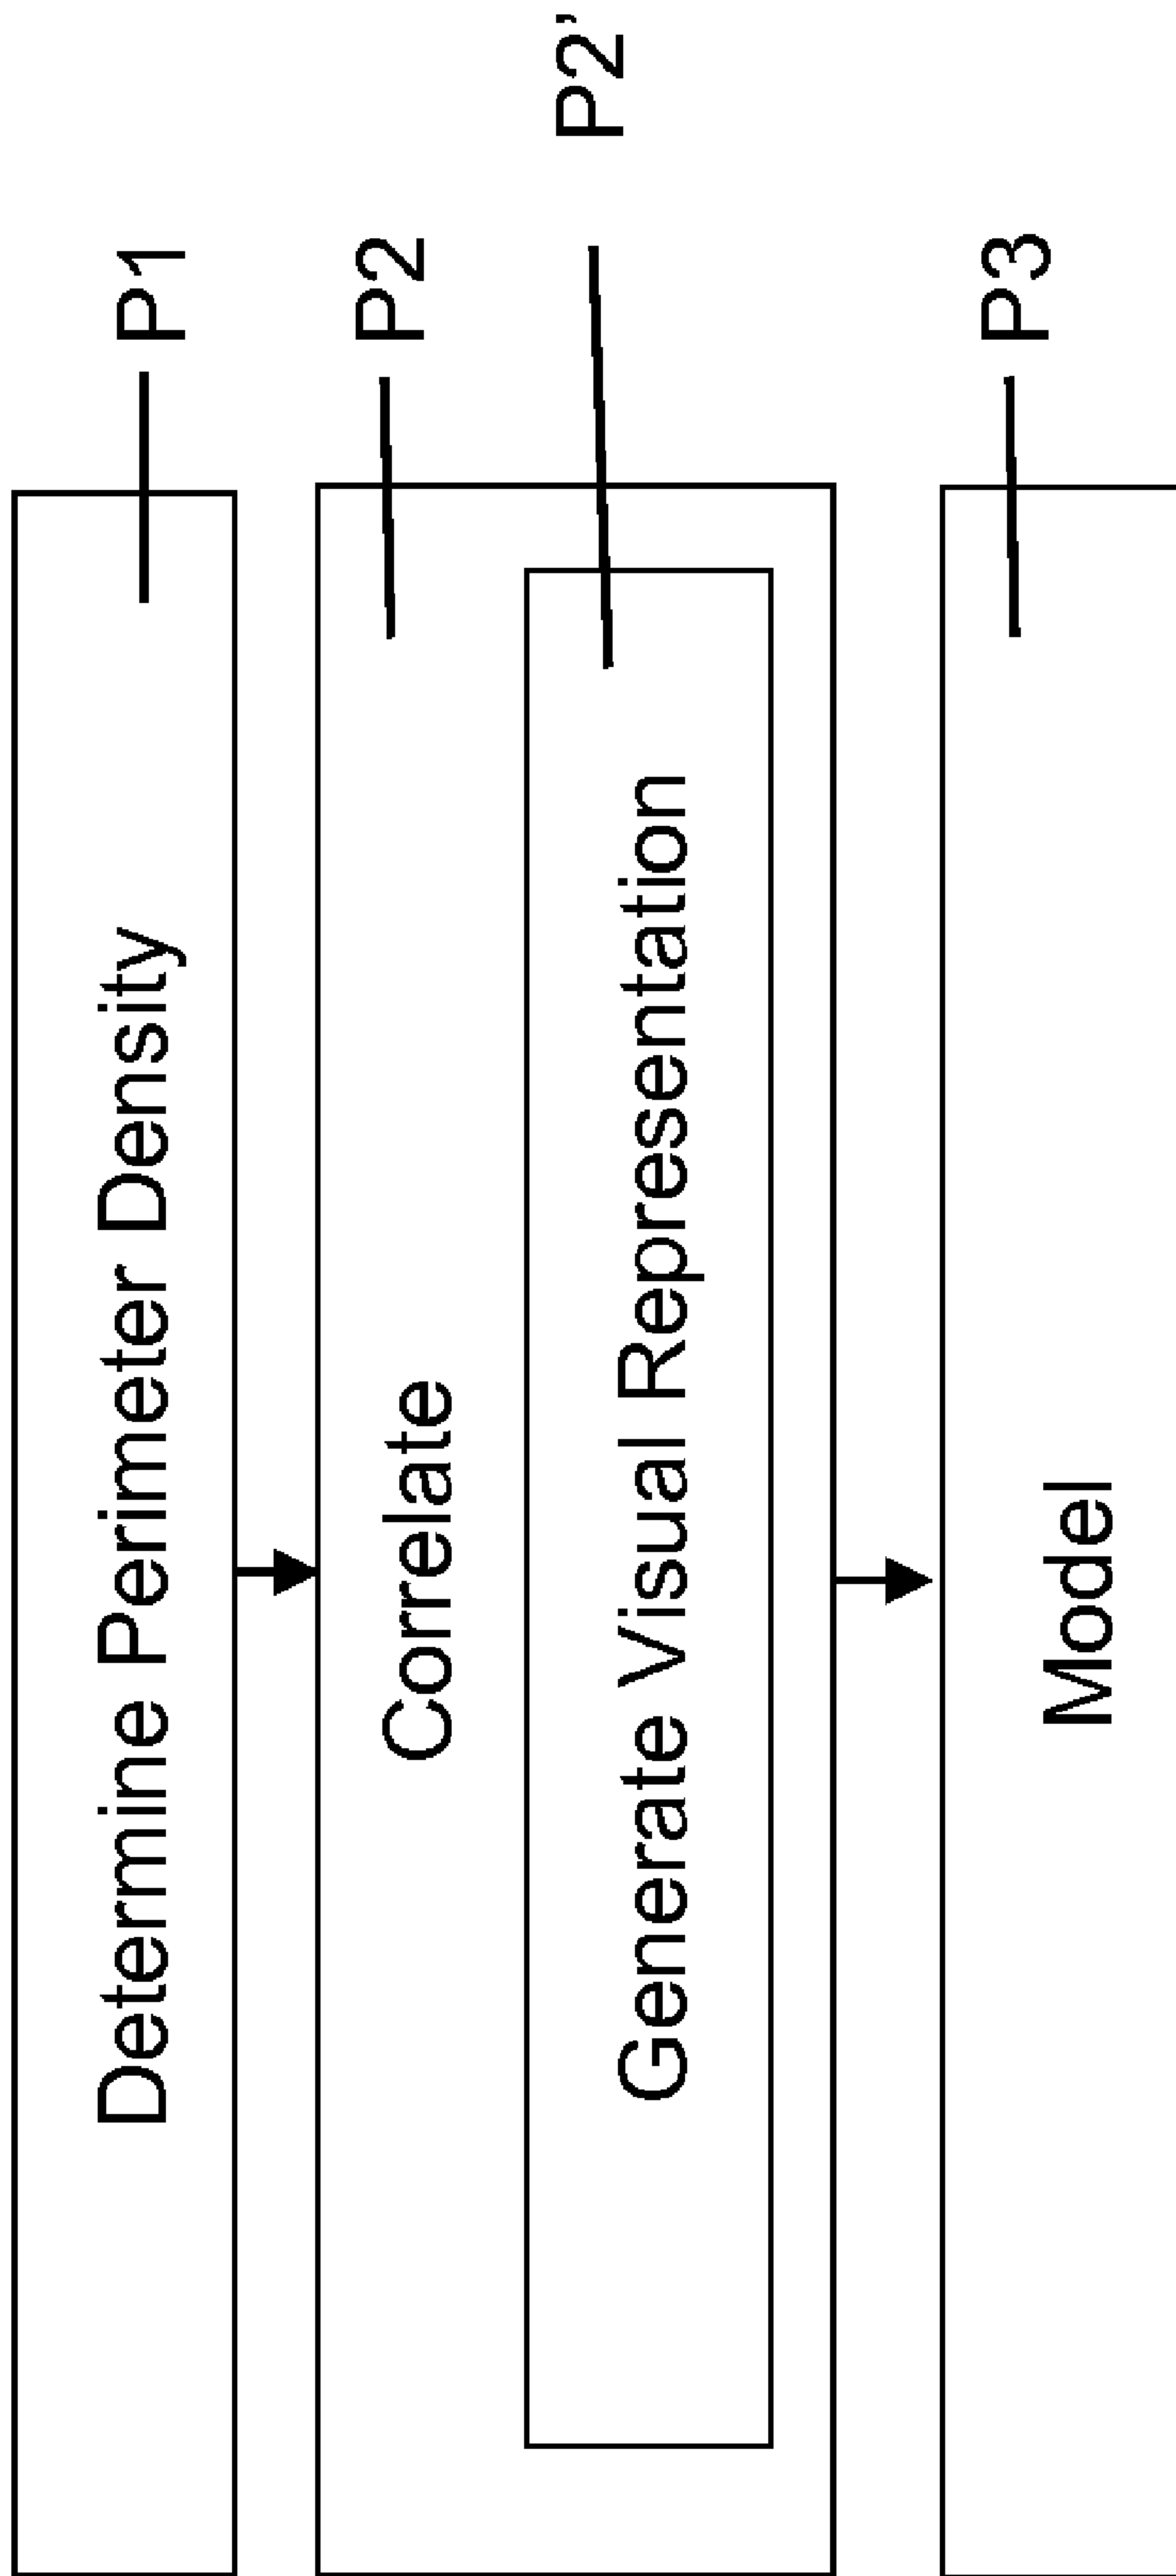 Determine Perimeter Density
P1
Correlate
P2
Generate Visual Representation
P2’
Model
P3